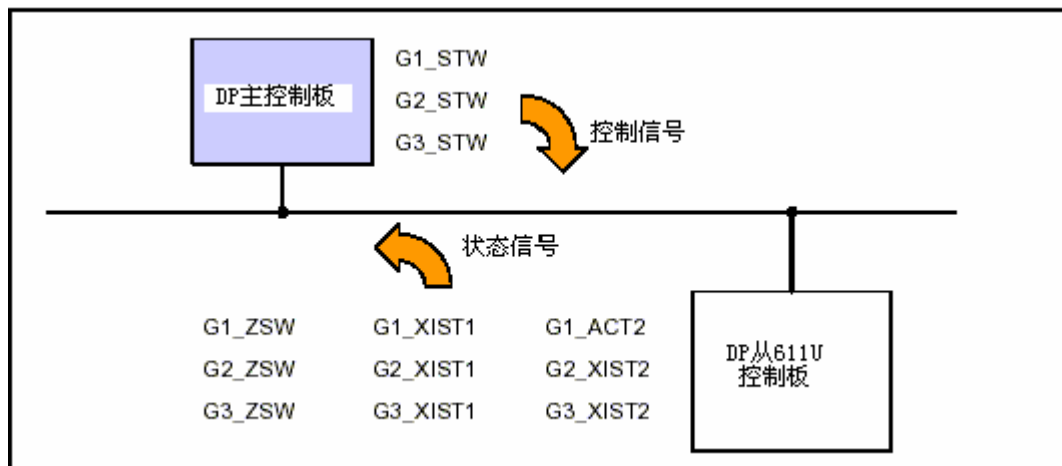 DP主控制板
G1_STW
G2_STW
G3_STW
控制信号
状态信号
G1_ZSW G1_XIST1 G1_ACT2
G2_ZSW G2_XIST1 G2_XIST2
G3_ZSW G3_XIST1 G3_XIST2
DP从611U
控制板